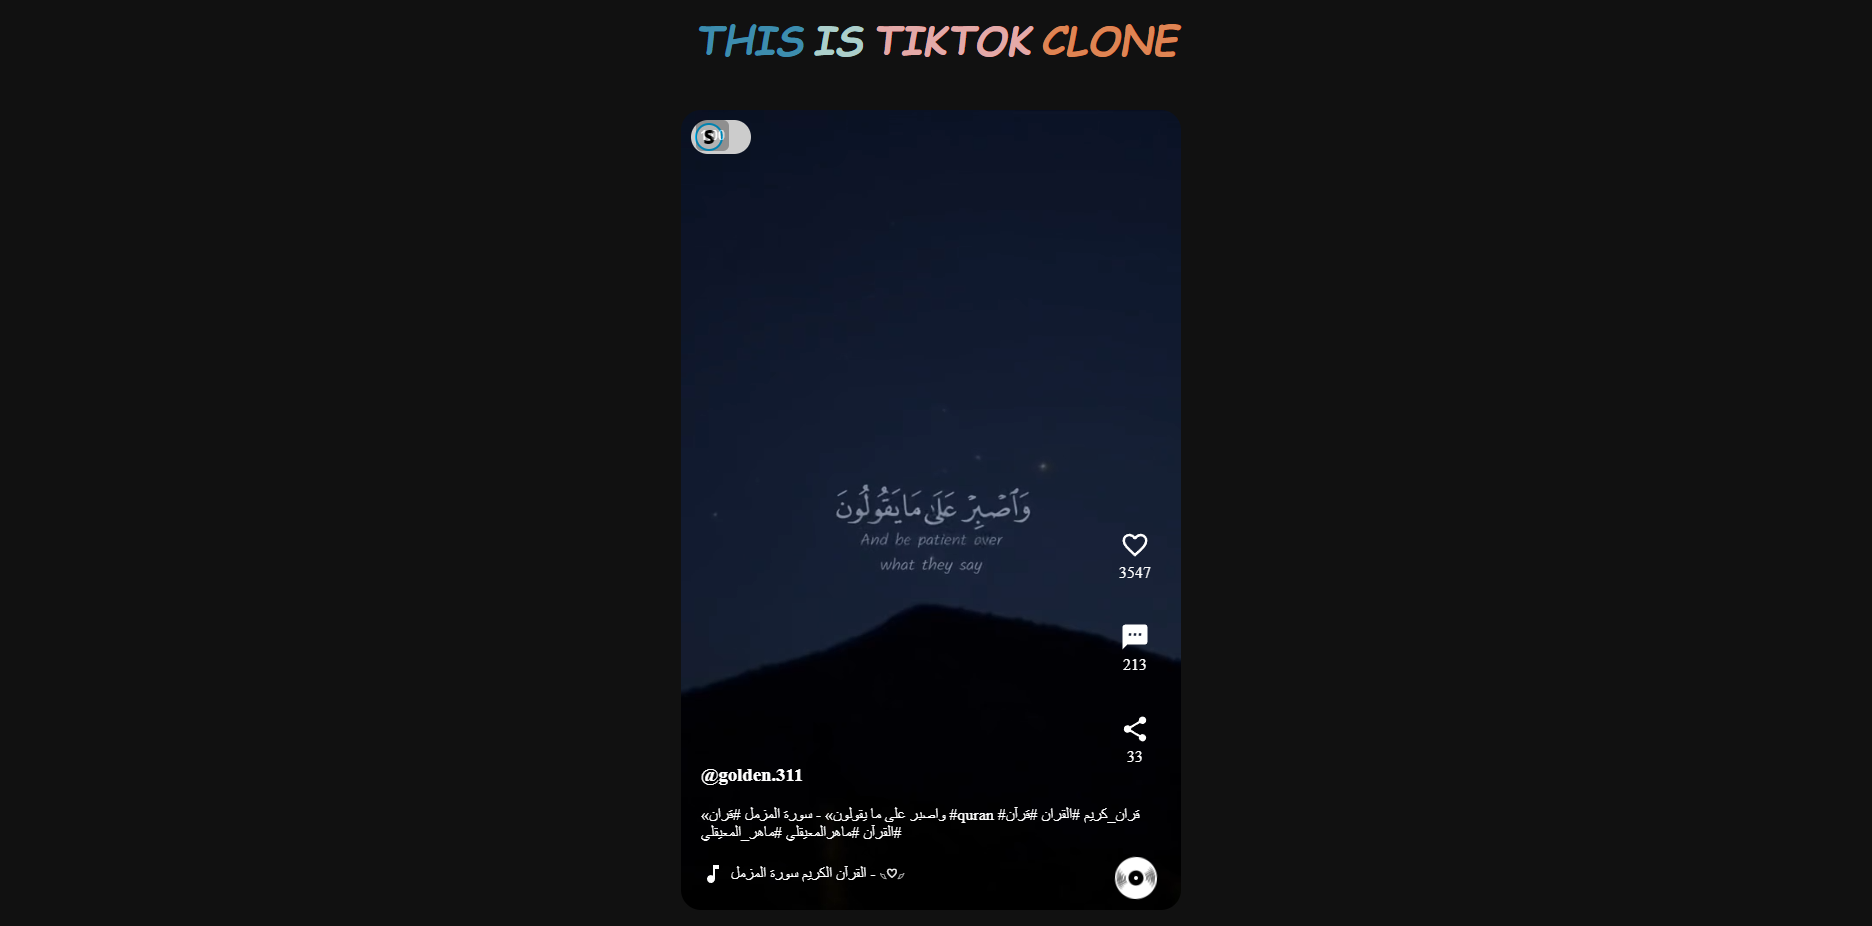 THIS IS TIKTOK CLONE
S
وَٱصۡبِرۡ عَلَىٰ مَا يَقُولُونَ
And be patient over
what they say
3547
213
33
@golden.311
«واصبر على ما يقولون» - سورة المزمل #قران #quran #قران_كريم #القران #قرآن
#القرآن #ماهرالمعيقلي #ماهر_المعيقلي
القرآن الكريم سورة المزمل -